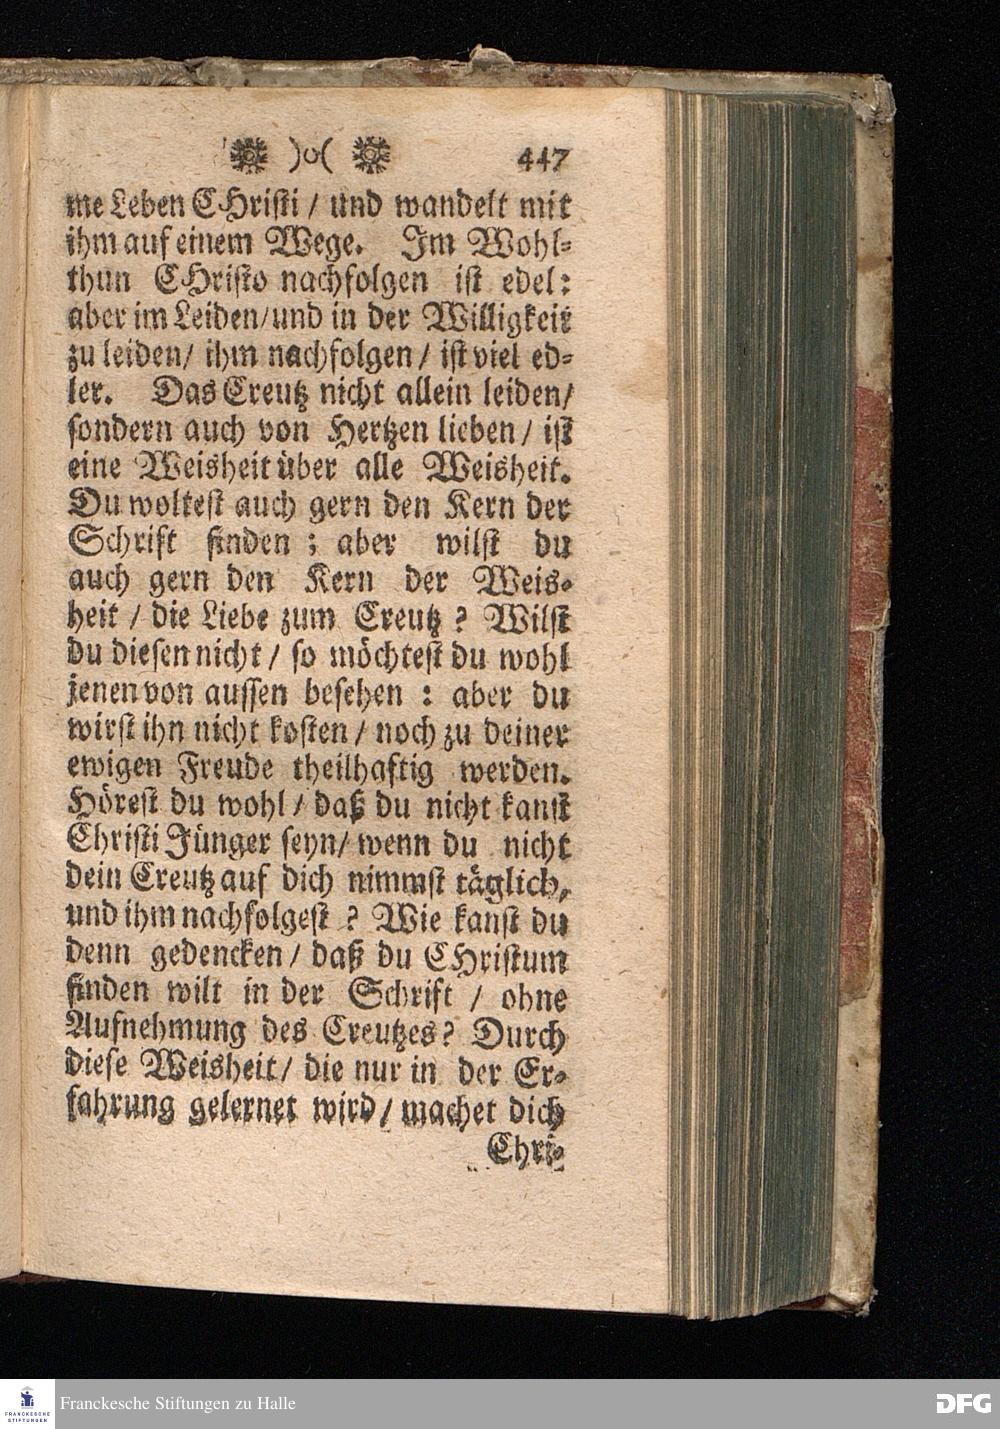 )o( 447
me Leben CHristi / und wandelt mit
ihm auf einem Wege. Im Wohl-
thun CHristo nachfolgen ist edel:
aber im Leiden/und in der Willigkeit
zu leiden/ ihm nachfolgen / ist viel ed-
ler. Das Creutz nicht allein leiden/
sondern auch von Hertzen lieben / ist
eine Weisheit über alle Weisheit.
Du woltest auch gern den Kern der
Schrift finden ; aber wilst du
auch gern den Kern der Weis-
heit / die Liebe zum Creutz ? Wilst
du diesen nicht / so möchtest du wohl
jenen von aussen besehen : aber du
wirst ihn nicht kosten / noch zu deiner
ewigen Freude theilhaftig werden.
Hörest du wohl / daß du nicht kanst
Christi Jünger seyn/ wenn du nicht
dein Creutz auf dich nimmst täglich,
und ihm nachfolgest ? Wie kanst du
denn gedencken / daß du CHristum
finden wilt in der Schrift / ohne
Aufnehmung des Creutzes? Durch
diese Weisheit / die nur in der Er-
fahrung gelernet wird / machet dich
Chri-
FRANCKESCHE
STIFTUNGEN
Franckesche Stiftungen zu Halle
DFG